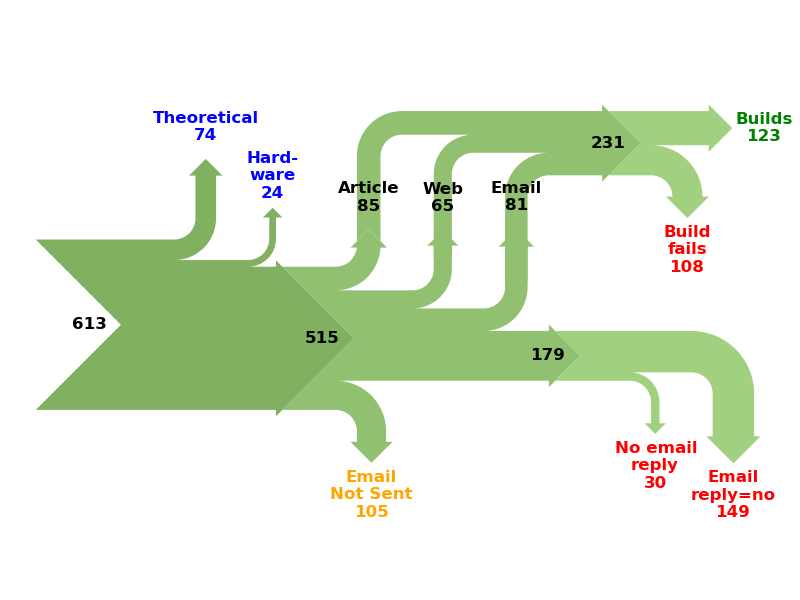 Theoretical
74
Hard-
ware
24
Article
85
Web
65
Email
81
231
Builds
123
Build
fails
108
613
515
179
Email
Not Sent
105
No email
reply
30
Email
reply=no
149